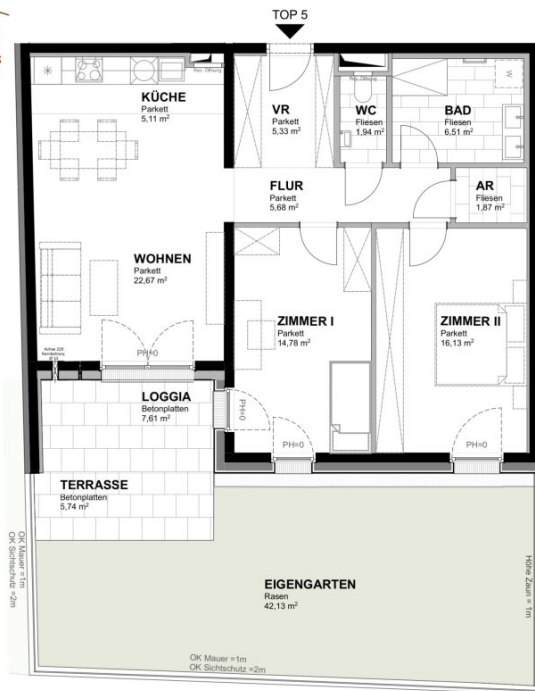 TOP 5
KÜCHE
Parkett
5,11 m²
VR
Parkett
5,33 m²
WC
Fliesen
1,94 m²
BAD
Fliesen
6,51 m²
W
FLUR
Parkett
5,68 m²
AR
Fliesen
1,87 m²
WOHNEN
Parkett
22,67 m²
ZIMMER I
Parkett
14,78 m²
ZIMMER II
Parkett
16,13 m²
PH=0
LOGGIA
Betonplatten
7,61 m²
PH=0
PH=0
PH=0
TERRASSE
Betonplatten
5,74 m²
OK Mauer =1m
OK Sichtschutz =2m
EIGENGARTEN
Rasen
42,13 m²
Höhe Zaun = 1m
OK Mauer =1m
OK Sichtschutz =2m